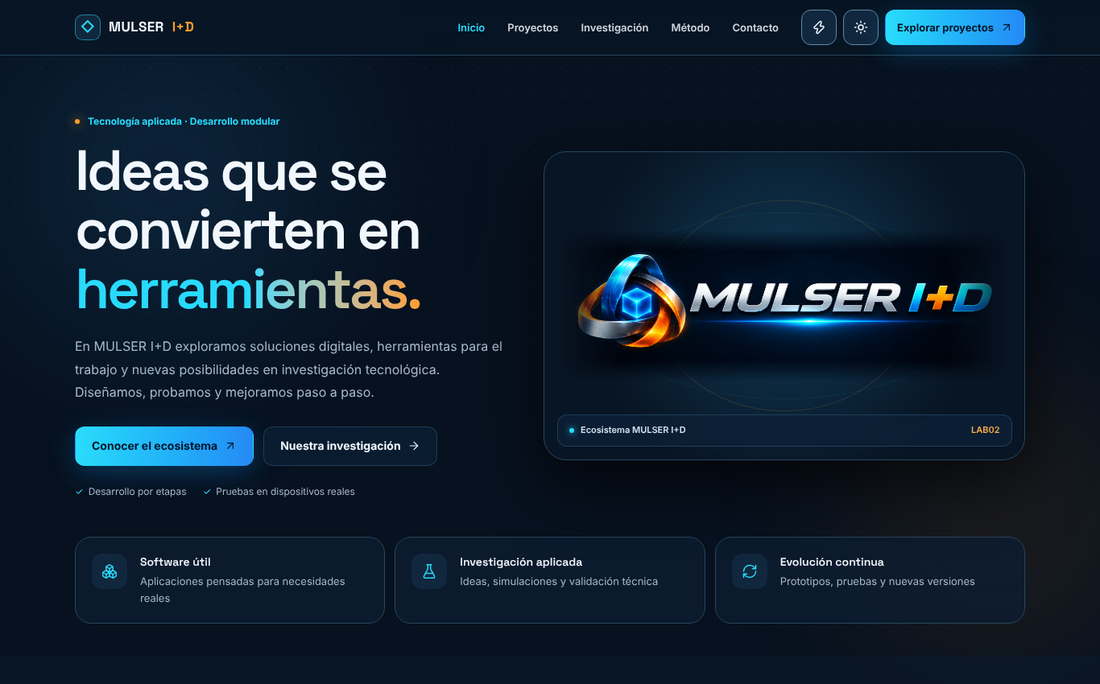 MULSER I+D
Inicio
Proyectos
Investigación
Método
Contacto
Explorar proyectos
Tecnología aplicada · Desarrollo modular
Ideas que se
convierten en
herramientas.
En MULSER I+D exploramos soluciones digitales, herramientas para el
trabajo y nuevas posibilidades en investigación tecnológica.
Diseñamos, probamos y mejoramos paso a paso.
Conocer el ecosistema
Nuestra investigación
Desarrollo por etapas
Pruebas en dispositivos reales
MULSER I+D
Ecosistema MULSER I+D
LAB02
Software útil
Aplicaciones pensadas para necesidades
reales
Investigación aplicada
Ideas, simulaciones y validación técnica
Evolución continua
Prototipos, pruebas y nuevas versiones